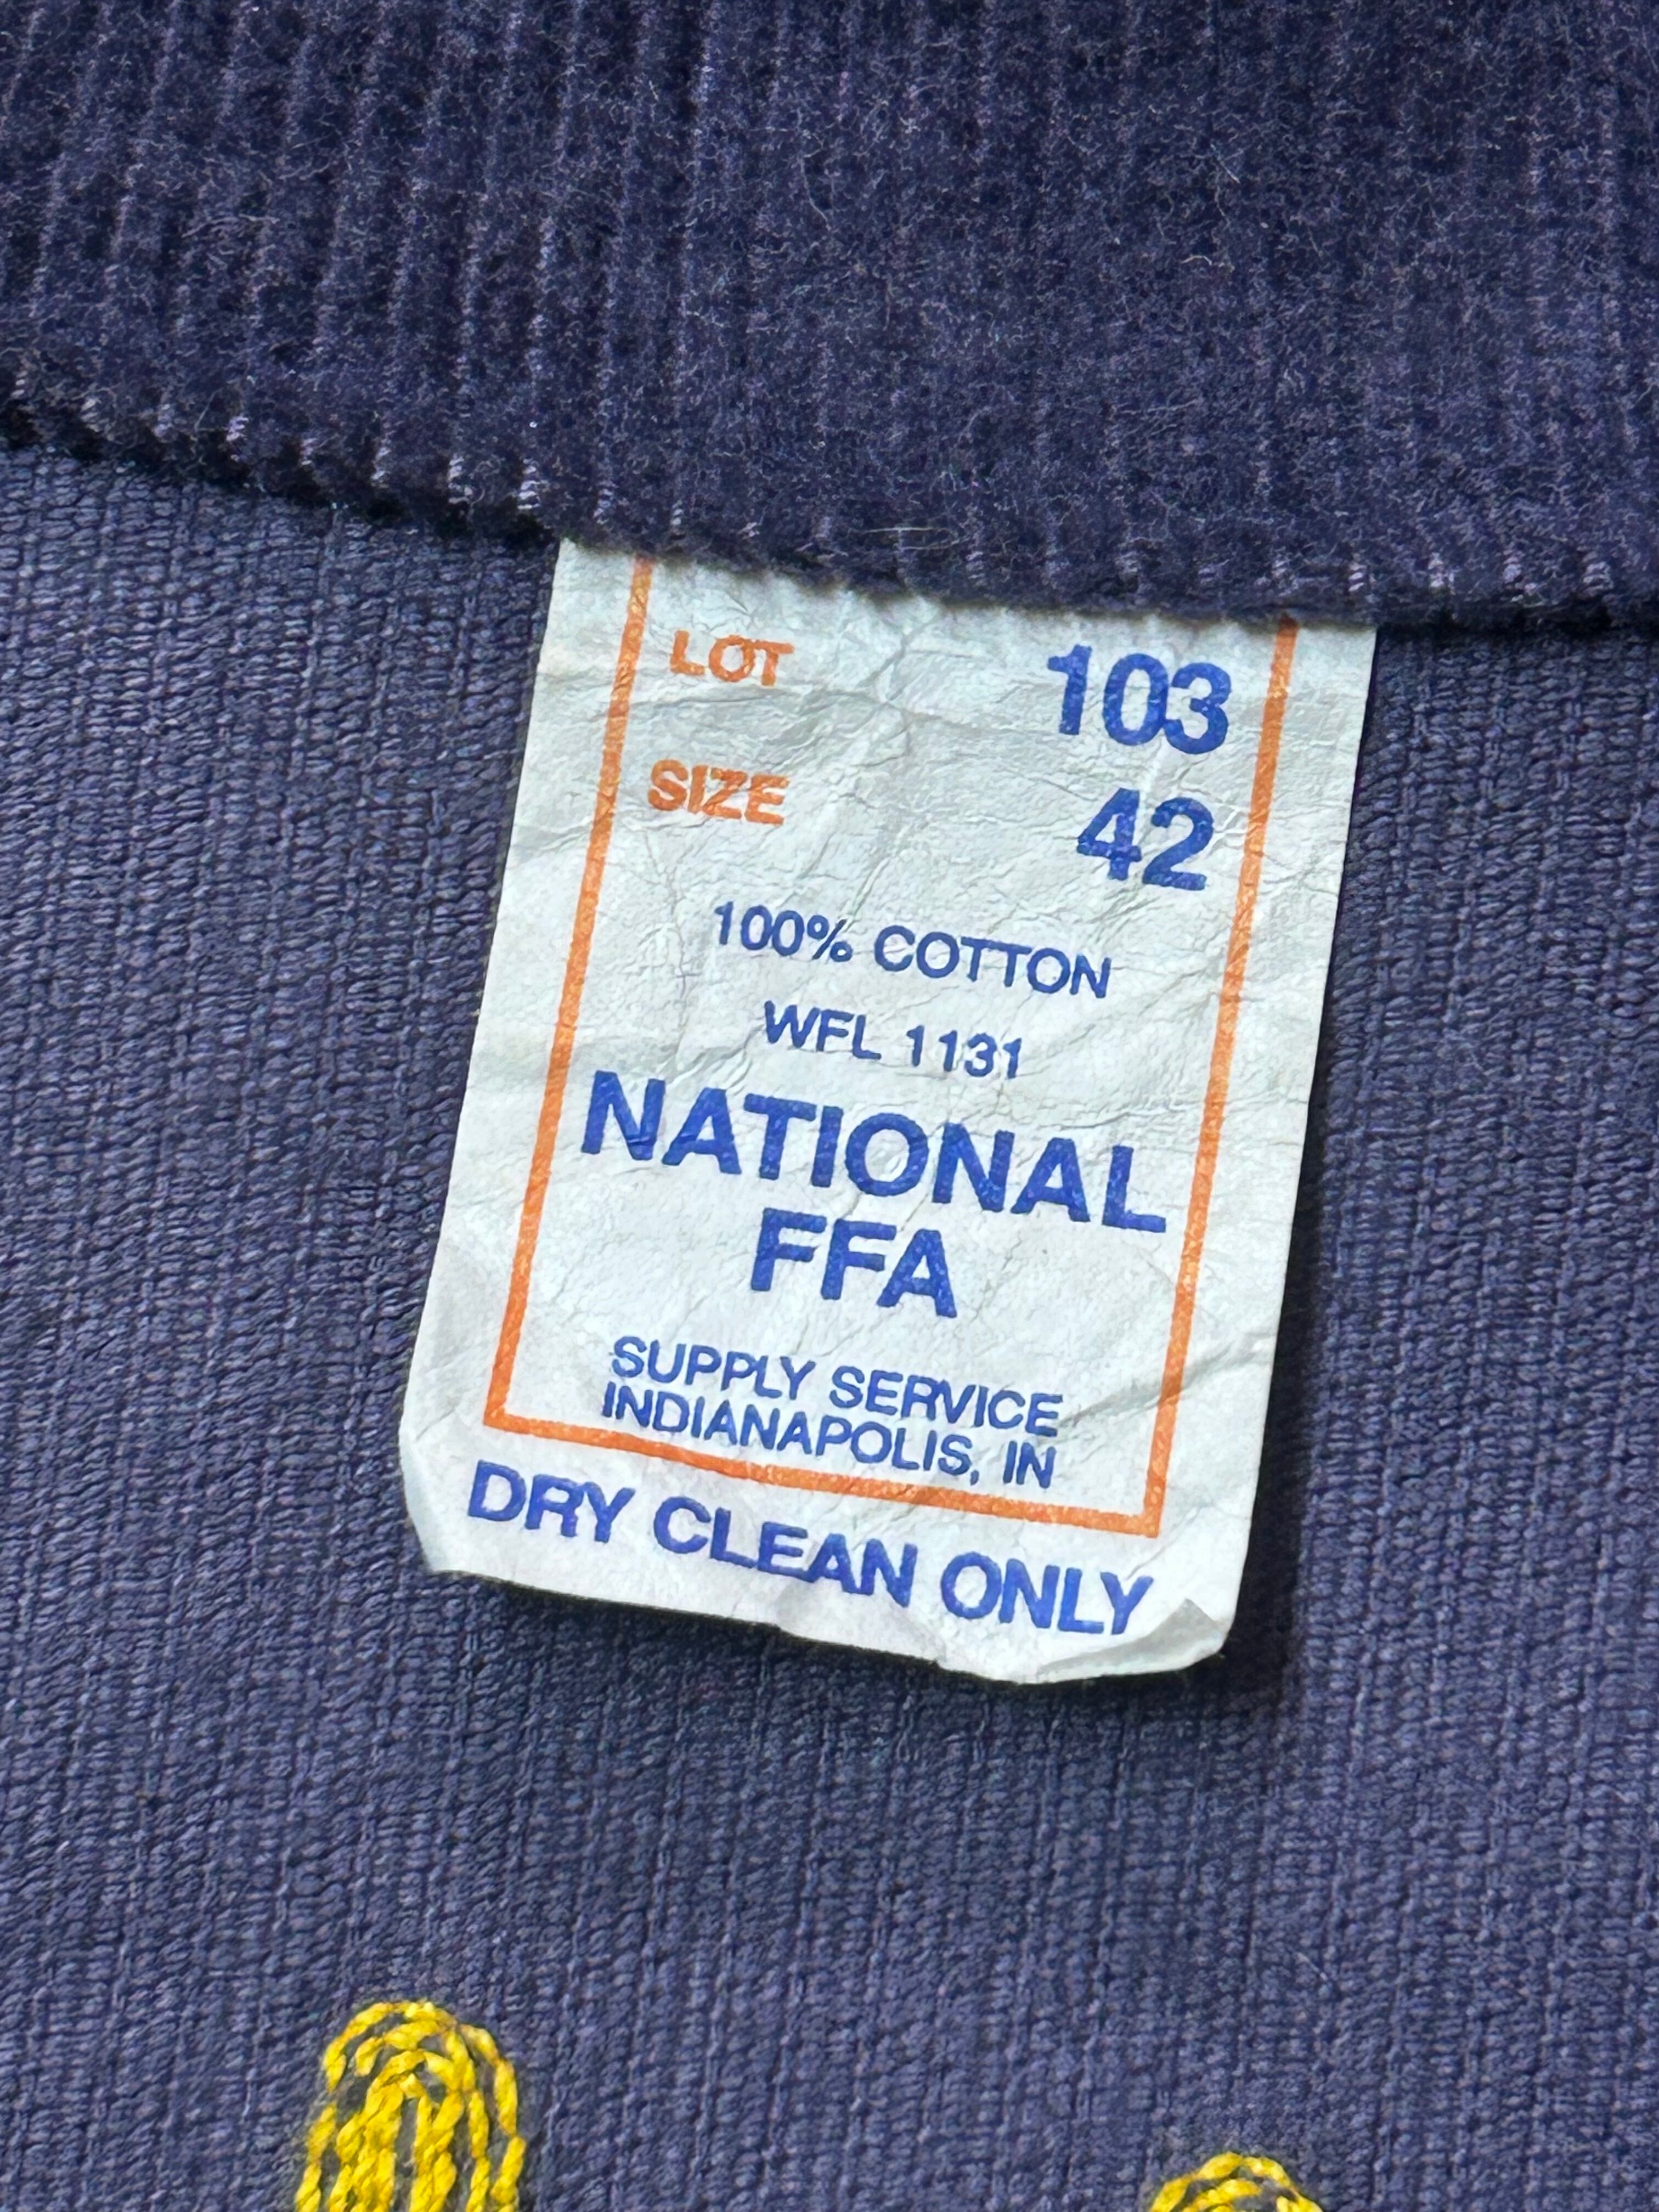 LOT 103
SIZE 42
100% COTTON
WFL 1131
NATIONAL
FFA
SUPPLY SERVICE
INDIANAPOLIS, IN
DRY CLEAN ONLY